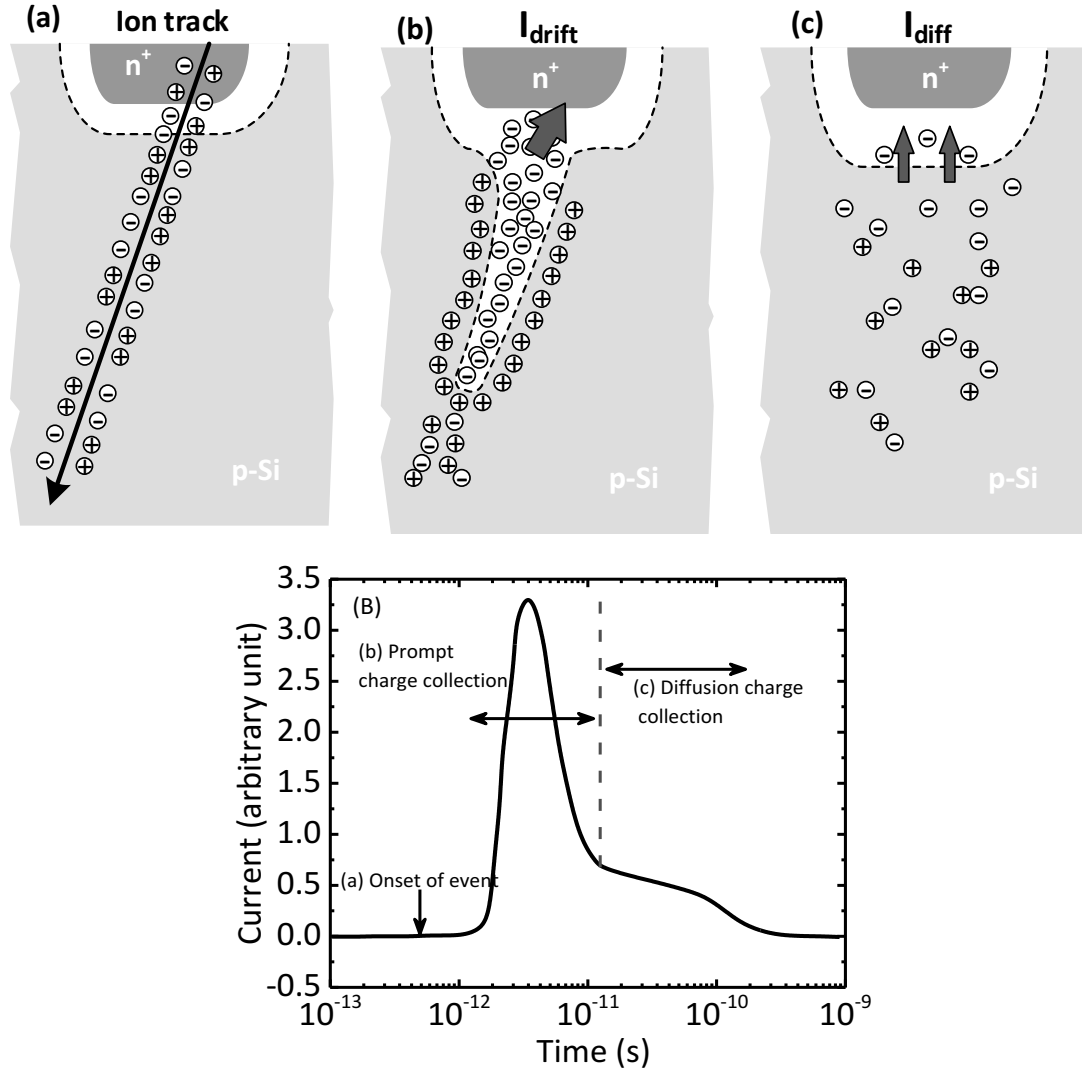 (a)
Ion track
n⁺
p-Si
(b)
I_drift
n⁺
p-Si
(c)
I_diff
n⁺
p-Si
(B)
(b) Prompt
charge collection
(c) Diffusion charge
collection
(a) Onset of event
Current (arbitrary unit)
3.5
3.0
2.5
2.0
1.5
1.0
0.5
0.0
-0.5
10⁻¹³
10⁻¹²
10⁻¹¹
10⁻¹⁰
10⁻⁹
Time (s)